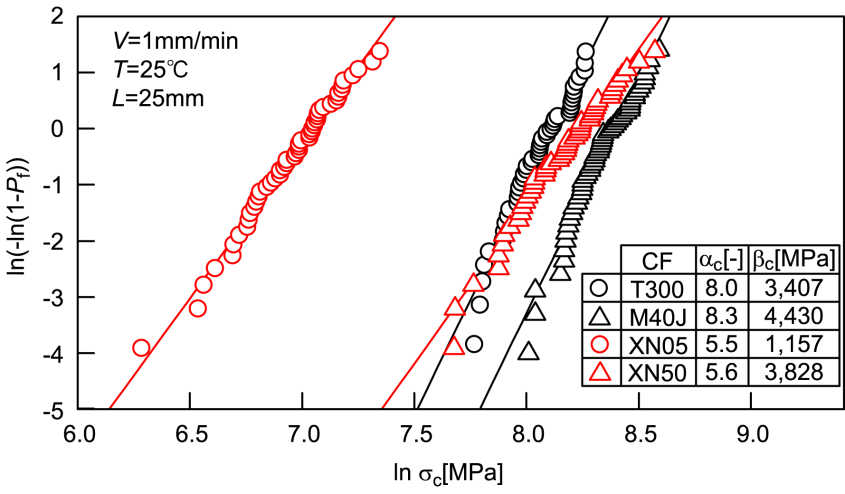 2
1
0
-1
-2
-3
-4
-5
ln(-ln(1-Pf))
V=1mm/min
T=25℃
L=25mm
CF αc[-] βc[MPa]
T300 8.0 3,407
M40J 8.3 4,430
XN05 5.5 1,157
XN50 5.6 3,828
6.0 6.5 7.0 7.5 8.0 8.5 9.0
ln σc[MPa]